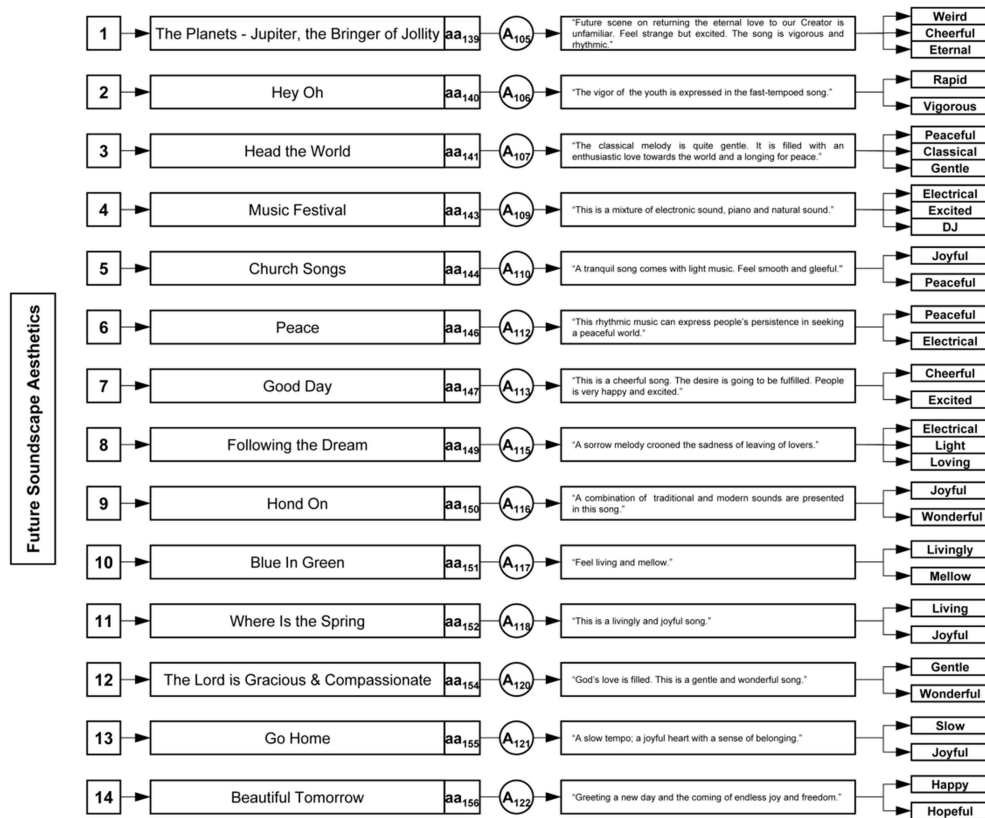 Future Soundscape Aesthetics
1 The Planets - Jupiter, the Bringer of Jollity aa139 A105
“Future scene on returning the eternal love to our Creator is
unfamiliar. Feel strange but excited. The song is vigorous and
rhythmic.”
Weird
Cheerful
Eternal
2 Hey Oh aa140 A106
“The vigor of the youth is expressed in the fast-tempoed song.”
Rapid
Vigorous
3 Head the World aa141 A107
“The classical melody is quite gentle. It is filled with an
enthusiastic love towards the world and a longing for peace.”
Peaceful
Classical
Gentle
4 Music Festival aa143 A109
“This is a mixture of electronic sound, piano and natural sound.”
Electrical
Excited
DJ
5 Church Songs aa144 A110
“A tranquil song comes with light music. Feel smooth and gleeful.”
Joyful
Peaceful
6 Peace aa146 A112
“This rhythmic music can express people’s persistence in seeking
a peaceful world.“
Peaceful
Electrical
7 Good Day aa147 A113
“This is a cheerful song. The desire is going to be fulfilled. People
is very happy and excited.”
Cheerful
Excited
8 Following the Dream aa149 A115
“A sorrow melody crooned the sadness of leaving of lovers.”
Electrical
Light
Loving
9 Hond On aa150 A116
“A combination of traditional and modern sounds are presented
in this song.”
Joyful
Wonderful
10 Blue In Green aa151 A117
“Feel living and mellow.”
Livingly
Mellow
11 Where Is the Spring aa152 A118
“This is a livingly and joyful song.”
Living
Joyful
12 The Lord is Gracious & Compassionate aa154 A120
“God’s love is filled. This is a gentle and wonderful song.”
Gentle
Wonderful
13 Go Home aa155 A121
“A slow tempo; a joyful heart with a sense of belonging.”
Slow
Joyful
14 Beautiful Tomorrow aa156 A122
“Greeting a new day and the coming of endless joy and freedom.”
Happy
Hopeful